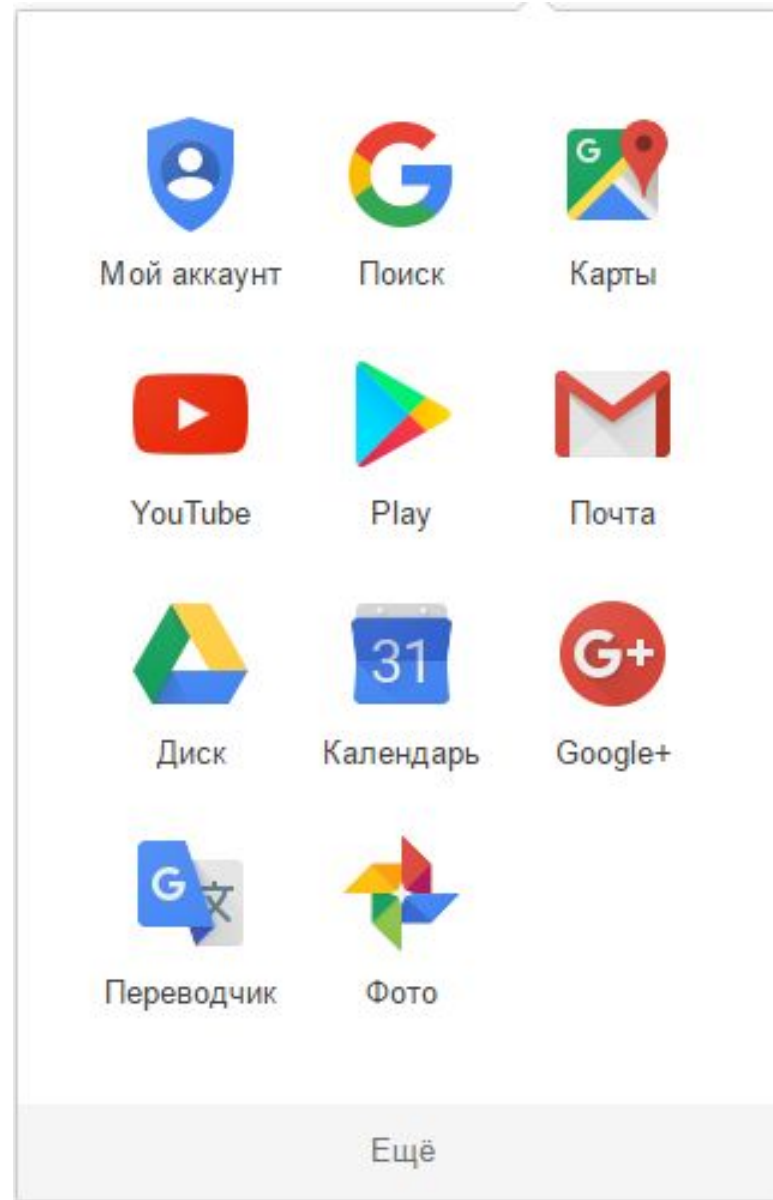 G
Мой аккаунт Поиск Карты
YouTube Play Почта
31 G+
Диск Календарь Google+
G 文
Переводчик Фото
Ещё